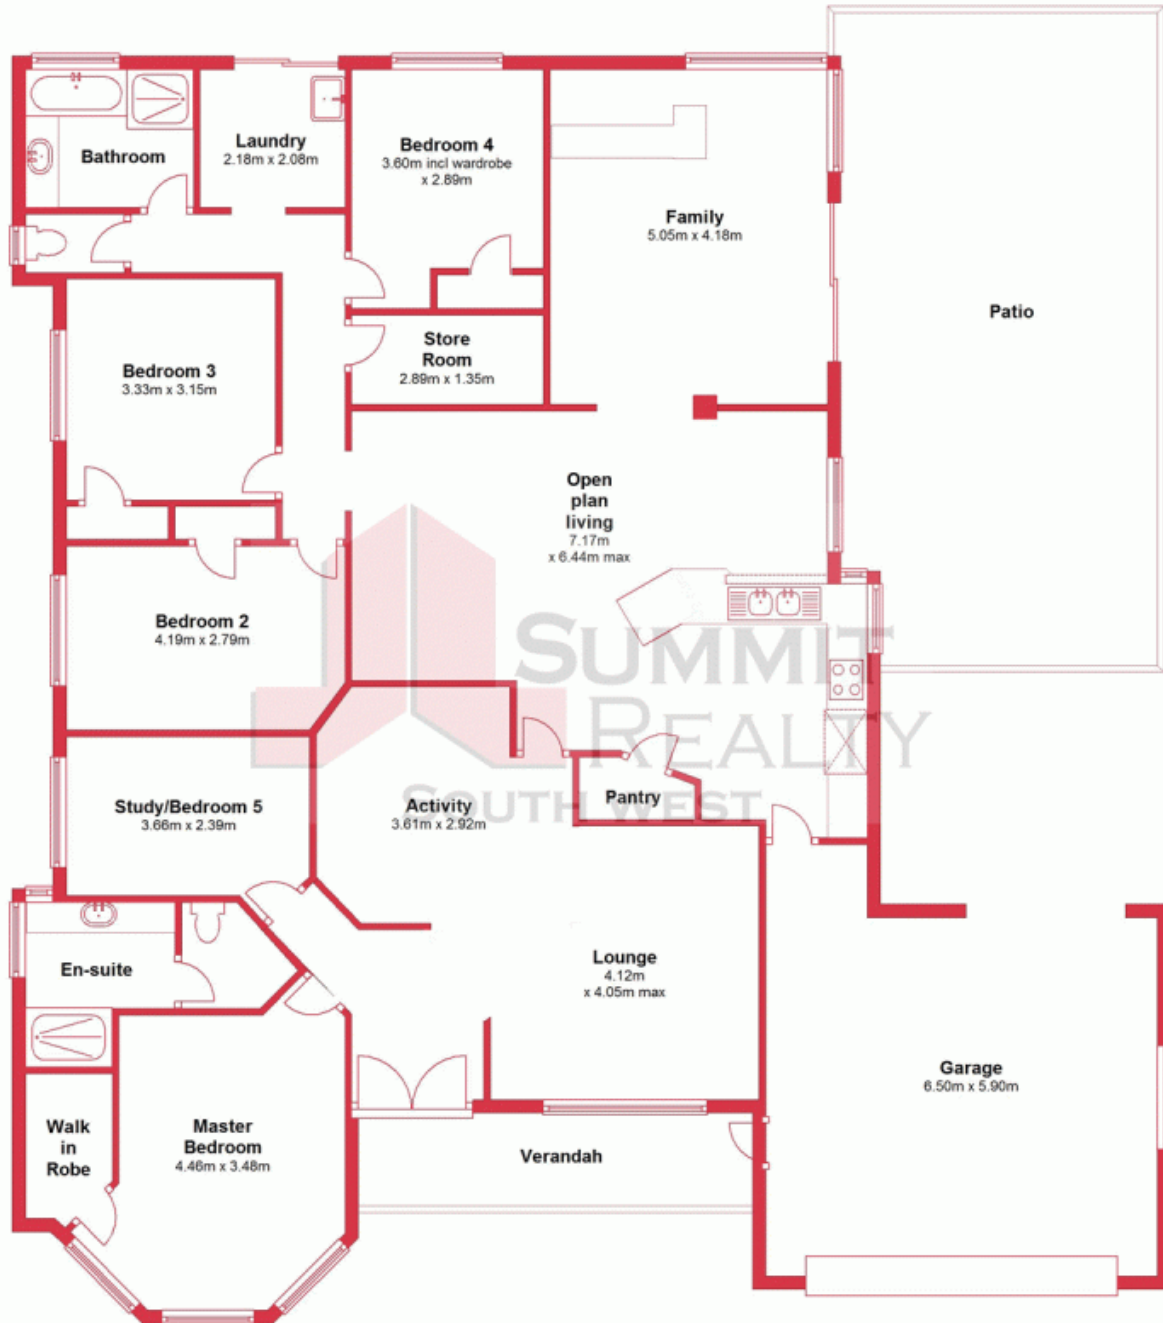 Bathroom
Laundry
2.18m x 2.08m
Bedroom 4
3.60m incl wardrobe
x 2.89m
Family
5.05m x 4.18m
Patio
Bedroom 3
3.33m x 3.15m
Store
Room
2.89m x 1.35m
Open
plan
living
7.17m
x 6.44m max
Bedroom 2
4.19m x 2.79m
SUMMIT
REALTY
SOUTH WEST
Study/Bedroom 5
3.66m x 2.39m
Activity
3.61m x 2.92m
Pantry
En-suite
Lounge
4.12m
x 4.05m max
Garage
6.50m x 5.90m
Walk
in
Robe
Master
Bedroom
4.46m x 3.48m
Verandah